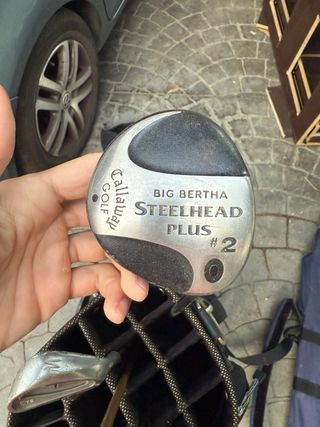 Callaway
GOLF
BIG BERTHA
STEELHEAD
PLUS
#2